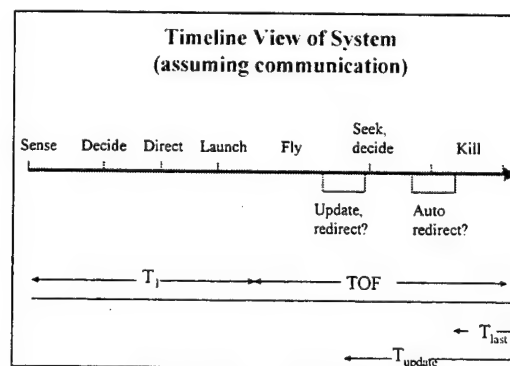 Timeline View of System
(assuming communication)
Seek,
Sense Decide Direct Launch Fly decide Kill
Update,
redirect?
Auto
redirect?
T1 TOF
Tlast
Tupdate